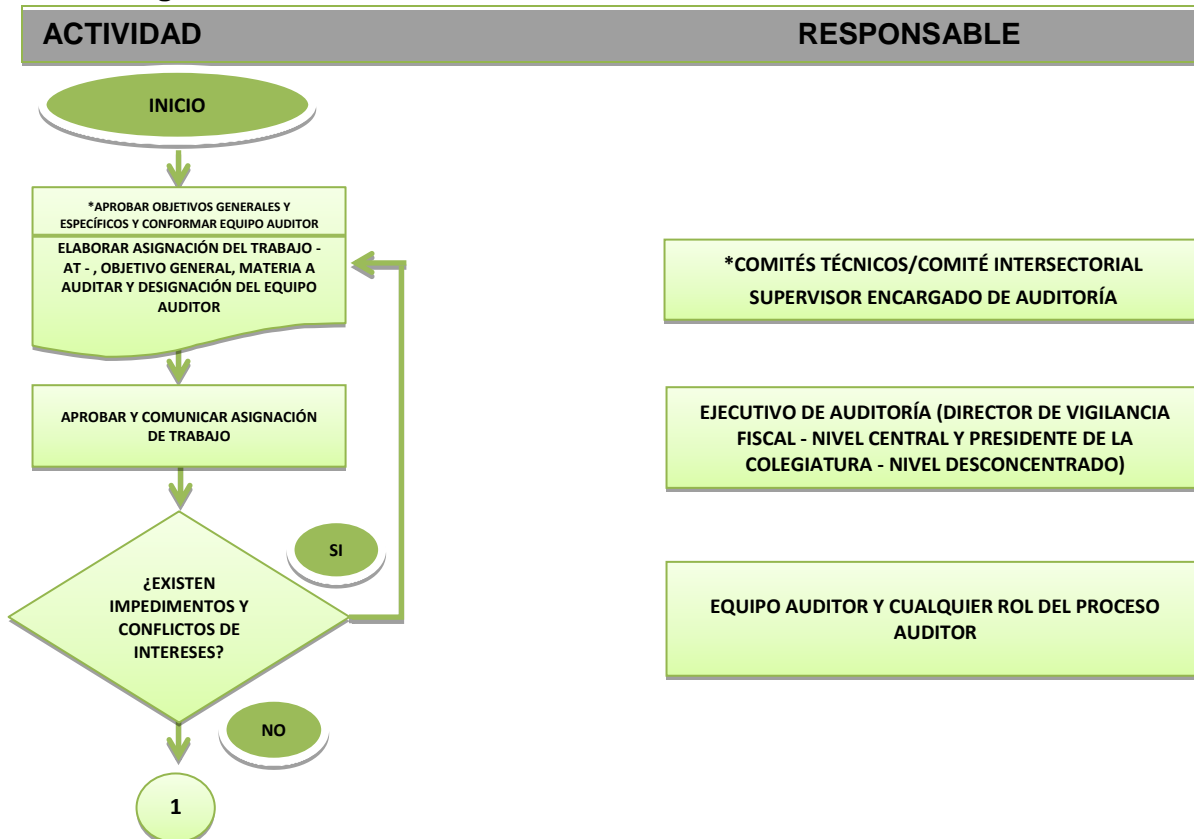 ACTIVIDAD RESPONSABLE
INICIO
*APROBAR OBJETIVOS GENERALES Y
ESPECÍFICOS Y CONFORMAR EQUIPO AUDITOR
ELABORAR ASIGNACIÓN DEL TRABAJO -
AT - , OBJETIVO GENERAL, MATERIA A
AUDITAR Y DESIGNACIÓN DEL EQUIPO
AUDITOR
*COMITÉS TÉCNICOS/COMITÉ INTERSECTORIAL
SUPERVISOR ENCARGADO DE AUDITORÍA
APROBAR Y COMUNICAR ASIGNACIÓN
DE TRABAJO
EJECUTIVO DE AUDITORÍA (DIRECTOR DE VIGILANCIA
FISCAL - NIVEL CENTRAL Y PRESIDENTE DE LA
COLEGIATURA - NIVEL DESCONCENTRADO)
¿EXISTEN
IMPEDIMENTOS Y
CONFLICTOS DE
INTERESES?
SI
EQUIPO AUDITOR Y CUALQUIER ROL DEL PROCESO
AUDITOR
NO
1